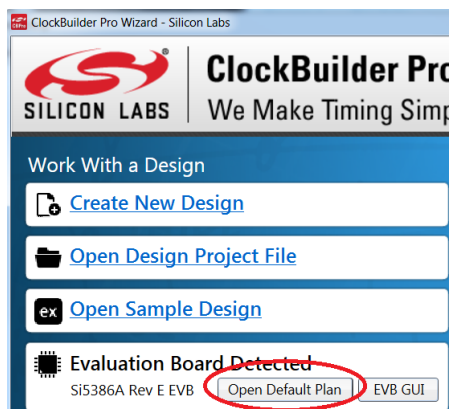 ClockBuilder Pro Wizard - Silicon Labs
ClockBuilder Pro
SILICON LABS
We Make Timing Simp
Work With a Design
Create New Design
Open Design Project File
ex Open Sample Design
Evaluation Board Detected
Si5386A Rev E EVB Open Default Plan EVB GUI